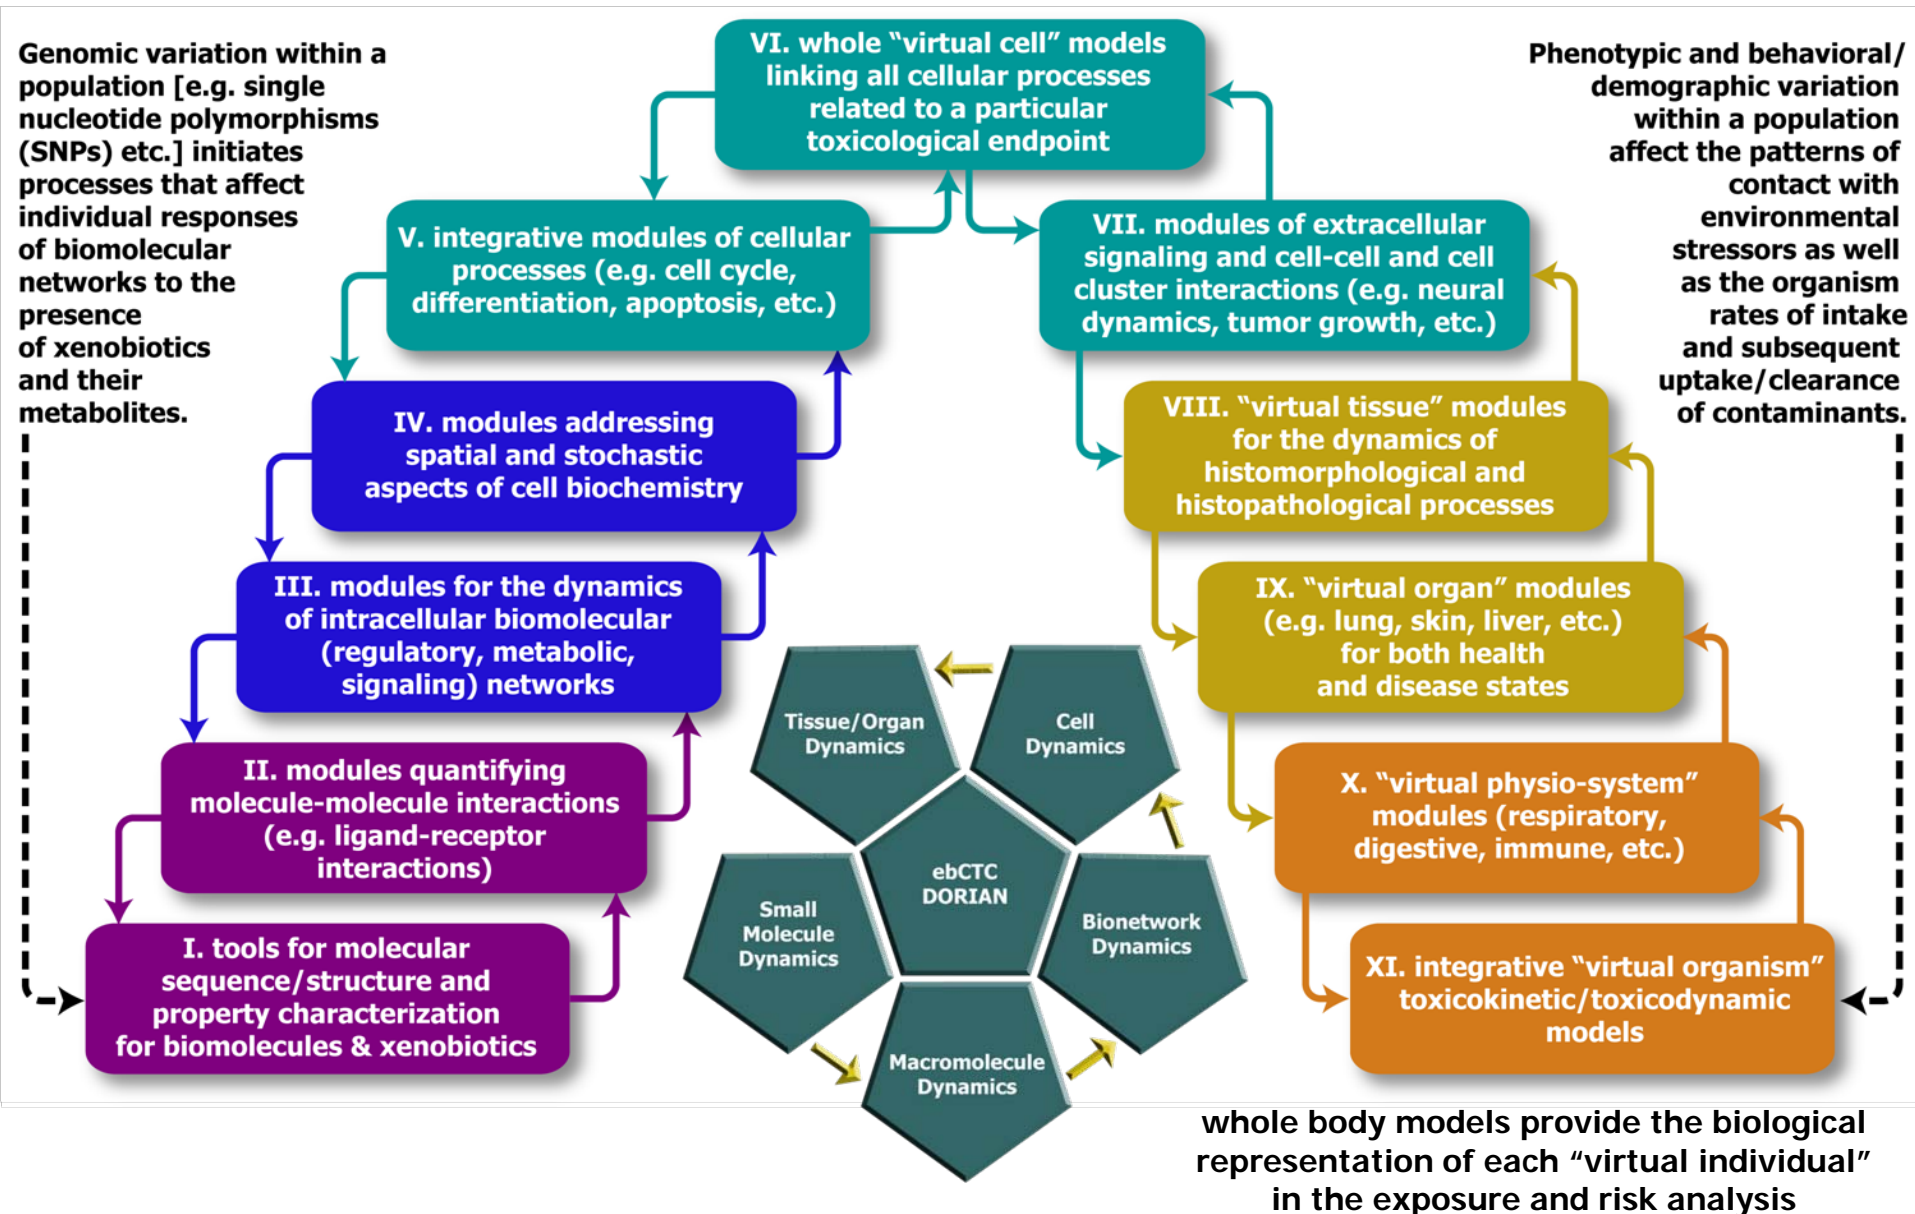 Genomic variation within a
population [e.g. single
nucleotide polymorphisms
(SNPs) etc.] initiates
processes that affect
individual responses
of biomolecular
networks to the
presence
of xenobiotics
and their
metabolites.
VI. whole “virtual cell” models
linking all cellular processes
related to a particular
toxicological endpoint
Phenotypic and behavioral/
demographic variation
within a population
affect the patterns of
contact with
environmental
stressors as well
as the organism
rates of intake
and subsequent
uptake/clearance
of contaminants.
V. integrative modules of cellular
processes (e.g. cell cycle,
differentiation, apoptosis, etc.)
VII. modules of extracellular
signaling and cell-cell and cell
cluster interactions (e.g. neural
dynamics, tumor growth, etc.)
IV. modules addressing
spatial and stochastic
aspects of cell biochemistry
VIII. “virtual tissue” modules
for the dynamics of
histomorphological and
histopathological processes
III. modules for the dynamics
of intracellular biomolecular
(regulatory, metabolic,
signaling) networks
IX. “virtual organ” modules
(e.g. lung, skin, liver, etc.)
for both health
and disease states
II. modules quantifying
molecule-molecule interactions
(e.g. ligand-receptor
interactions)
X. “virtual physio-system”
modules (respiratory,
digestive, immune, etc.)
I. tools for molecular
sequence/structure and
property characterization
for biomolecules & xenobiotics
XI. integrative “virtual organism”
toxicokinetic/toxicodynamic
models
Tissue/Organ
Dynamics
Cell
Dynamics
ebCTC
DORIAN
Small
Molecule
Dynamics
Bionetwork
Dynamics
Macromolecule
Dynamics
whole body models provide the biological
representation of each “virtual individual”
in the exposure and risk analysis